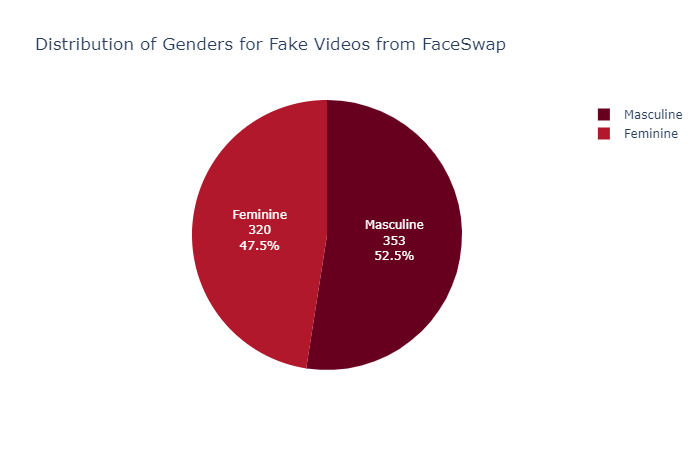 Distribution of Genders for Fake Videos from FaceSwap
Masculine
Feminine
Feminine
320
47.5%
Masculine
353
52.5%